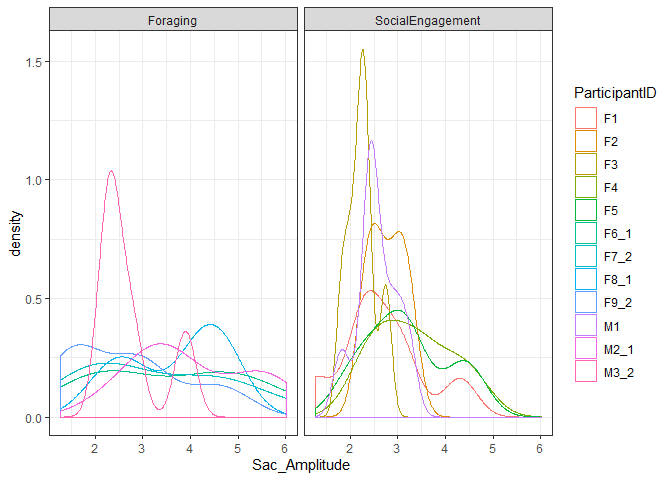 Foraging
SocialEngagement
1.5
1.0
0.5
0.0
density
2 3 4 5 6
2 3 4 5 6
Sac_Amplitude
ParticipantID
F1
F2
F3
F4
F5
F6_1
F7_2
F8_1
F9_2
M1
M2_1
M3_2